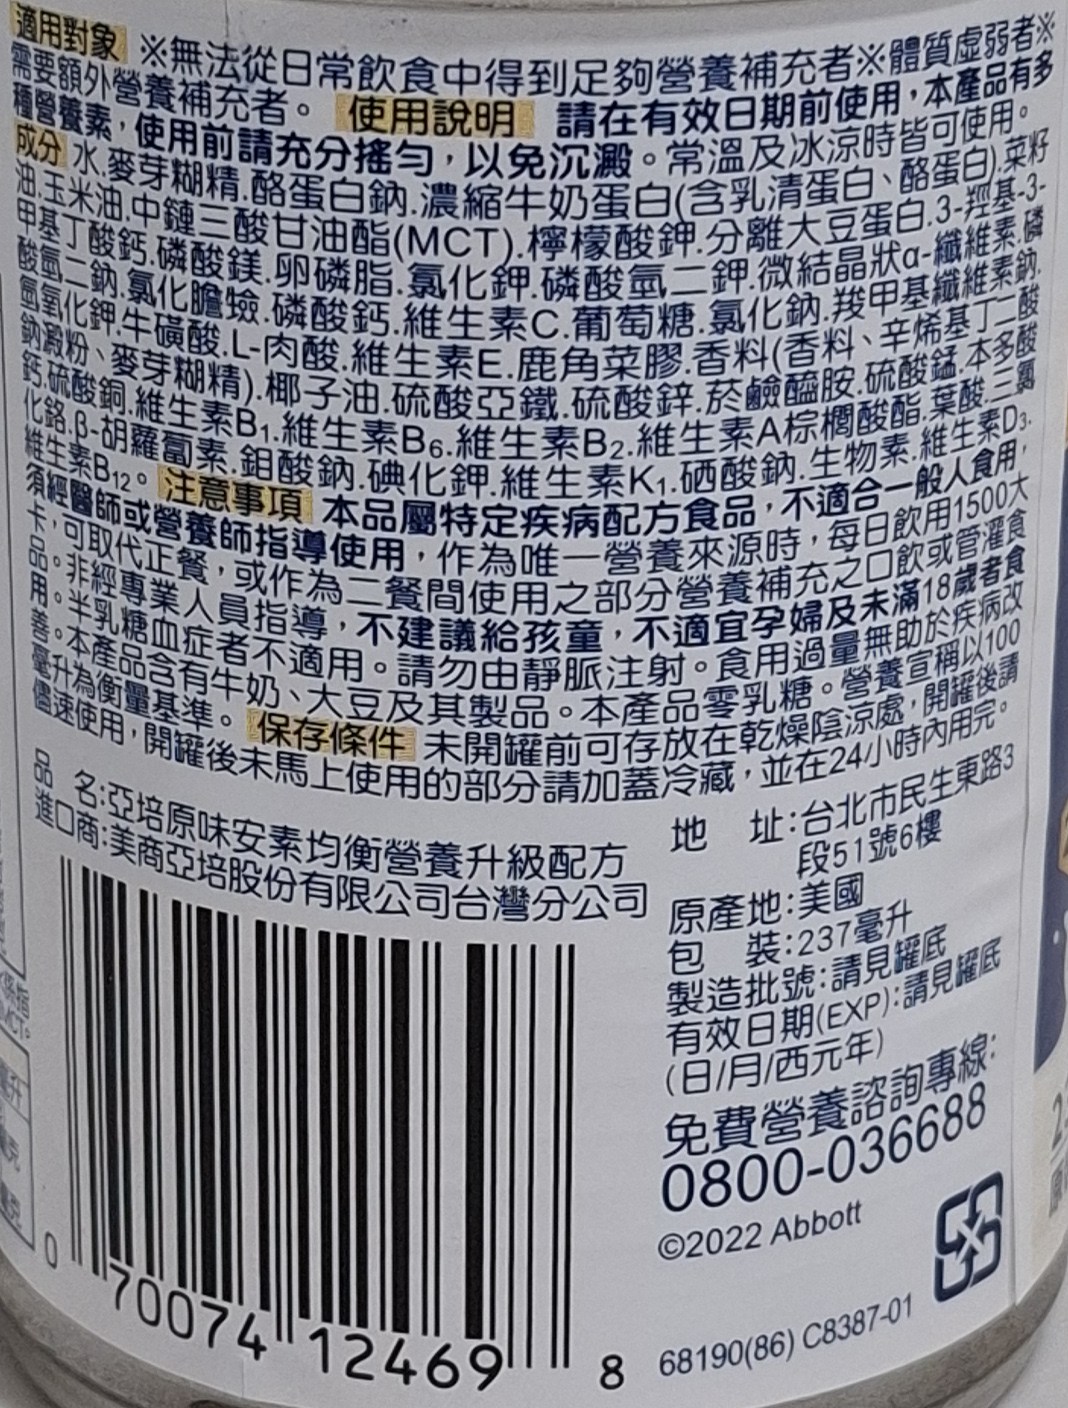 適用對象 ※無法從日常飲食中得到足夠營養補充者※體質虛弱者※
需要額外營養補充者。 使用說明 請在有效日期前使用，本產品有多
種營養素，使用前請充分搖勻，以免沉澱。常溫及冰涼時皆可使用。
成分 水.麥芽糊精.酪蛋白鈉.濃縮牛奶蛋白(含乳清蛋白、酪蛋白).菜籽
油.玉米油.中鏈三酸甘油酯(MCT).檸檬酸鉀.分離大豆蛋白.3-羥基-3-
甲基丁酸鈣.磷酸鎂.卵磷脂.氯化鉀.磷酸氫二鉀.微結晶狀α-纖維素.磷
酸氫二鈉.氯化膽鹼.磷酸鈣.維生素C.葡萄糖.氯化鈉.羧甲基纖維素鈉.
氫氧化鉀.牛磺酸.L-肉酸.維生素E.鹿角菜膠.香料(香料、辛烯基丁二酸
鈉澱粉、麥芽糊精).椰子油.硫酸亞鐵.硫酸鋅.菸鹼醯胺.硫酸錳.本多酸
鈣.硫酸銅.維生素B1.維生素B6.維生素B2.維生素A棕櫚酸酯.葉酸.三氯
化鉻.β-胡蘿蔔素.鉬酸鈉.碘化鉀.維生素K1.硒酸鈉.生物素.維生素D3.
維生素B12。 注意事項 本品屬特定疾病配方食品，不適合一般人食用，
須經醫師或營養師指導使用，作為唯一營養來源時，每日飲用1500大
卡，可取代正餐，或作為二餐間使用之部分營養補充之口飲或管灌食
品。非經專業人員指導，不建議給孩童，不適宜孕婦及未滿18歲者食
用。半乳糖血症者不適用。請勿由靜脈注射。食用過量無助於疾病改
善。本產品含有牛奶、大豆及其製品。本產品零乳糖。營養宣稱以100
毫升為衡量基準。 保存條件 未開罐前可存放在乾燥陰涼處，開罐後請
儘速使用，開罐後未馬上使用的部分請加蓋冷藏，並在24小時內用完。
品 名:亞培原味安素均衡營養升級配方
進口商:美商亞培股份有限公司台灣分公司
地 址:台北市民生東路3
段51號6樓
原產地:美國
包 裝:237毫升
製造批號:請見罐底
有效日期(EXP):請見罐底
(日/月/西元年)
免費營養諮詢專線:
0800-036688
©2022 Abbott
68190(86) C8387-01
0 70074 12469 8